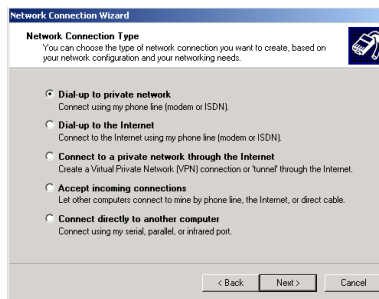 Network Connection Wizard
Network Connection Type
You can choose the type of network connection you want to create, based on
your network configuration and your networking needs.
Dial-up to private network
Connect using my phone line (modem or ISDN).
Dial-up to the Internet
Connect to the Internet using my phone line (modem or ISDN).
Connect to a private network through the Internet
Create a Virtual Private Network (VPN) connection or 'tunnel' through the Internet.
Accept incoming connections
Let other computers connect to mine by phone line, the Internet, or direct cable.
Connect directly to another computer
Connect using my serial, parallel, or infrared port.
< Back Next > Cancel